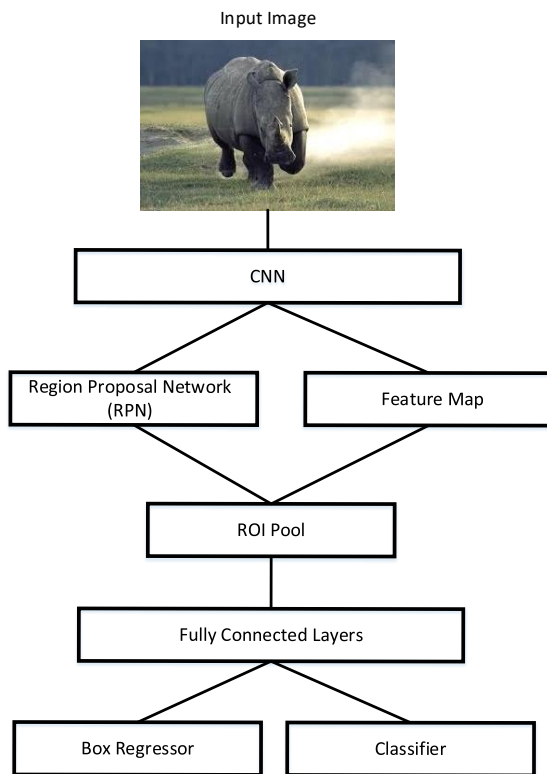 Input Image
CNN
Region Proposal Network
(RPN)
Feature Map
ROI Pool
Fully Connected Layers
Box Regressor
Classifier